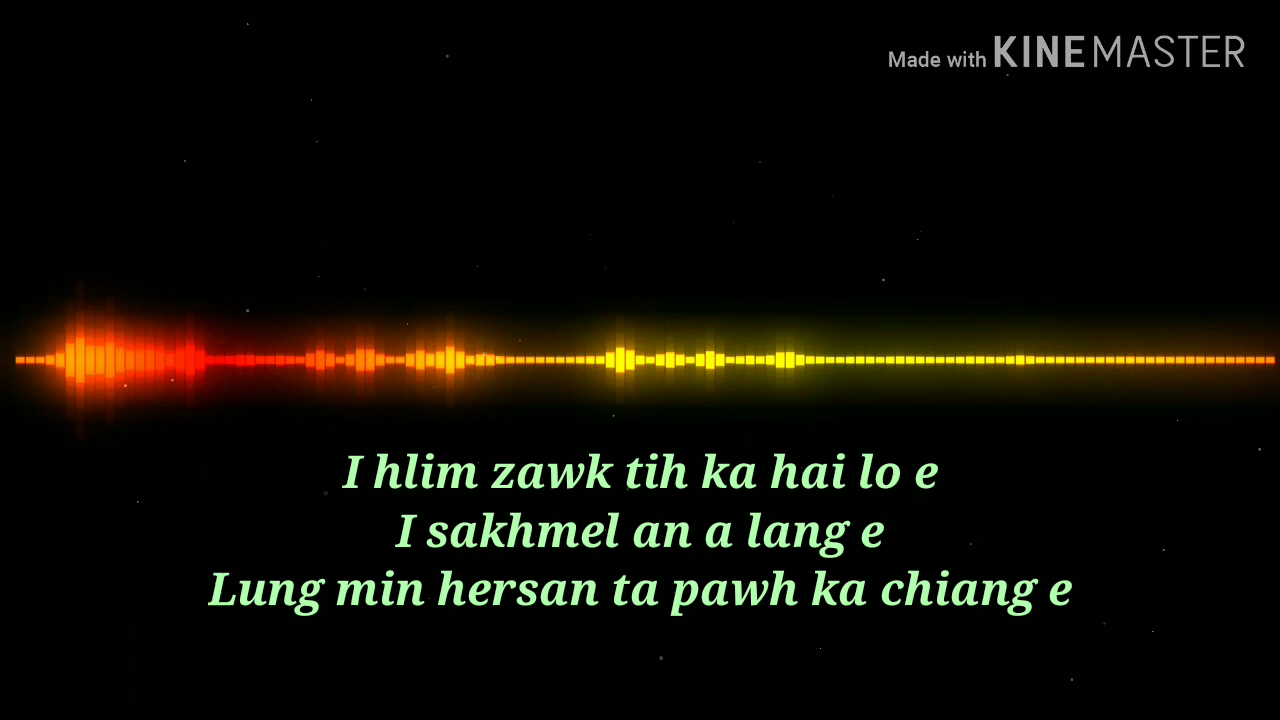 Made with KINEMASTER
I hlim zawk tih ka hai lo e
I sakhmel an a lang e
Lung min hersan ta pawh ka chiang e